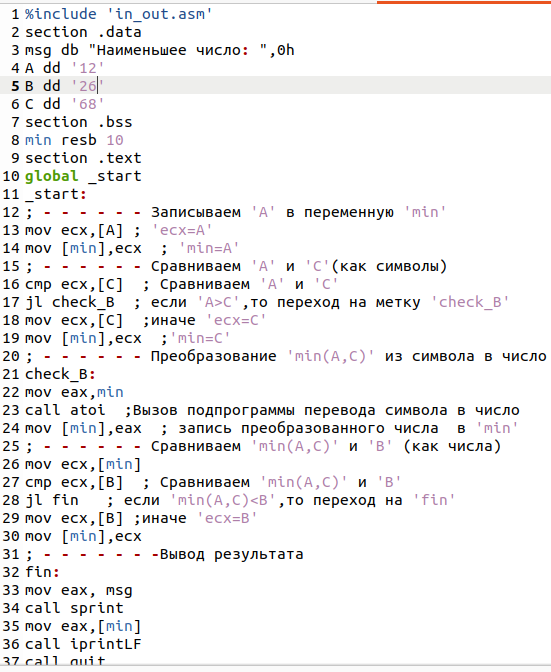 1 %include 'in_out.asm'
2 section .data
3 msg db "Наименьшее число: ",0h
4 A dd '12'
5 B dd '26'
6 C dd '68'
7 section .bss
8 min resb 10
9 section .text
10 global _start
11 _start:
12 ; - - - - - - Записываем 'A' в переменную 'min'
13 mov ecx,[A] ; 'ecx=A'
14 mov [min],ecx  ; 'min=A'
15 ; - - - - - - Сравниваем 'A' и 'C'(как символы)
16 cmp ecx,[C]  ; Сравниваем 'A' и 'C'
17 jl check_B  ; если 'A>C',то переход на метку 'check_B'
18 mov ecx,[C]  ;иначе 'ecx=C'
19 mov [min],ecx  ;'min=C'
20 ; - - - - - - Преобразование 'min(A,C)' из символа в число
21 check_B:
22 mov eax,min
23 call atoi  ;Вызов подпрограммы перевода символа в число
24 mov [min],eax  ; запись преобразованного числа  в 'min'
25 ; - - - - - - Сравниваем 'min(A,C)' и 'B' (как числа)
26 mov ecx,[min]
27 cmp ecx,[B]  ; Сравниваем 'min(A,C)' и 'B'
28 jl fin   ; если 'min(A,C)<B',то переход на 'fin'
29 mov ecx,[B] ;иначе 'ecx=B'
30 mov [min],ecx
31 ; - - - - - - -Вывод результата
32 fin:
33 mov eax, msg
34 call sprint
35 mov eax,[min]
36 call iprintLF
37 call quit